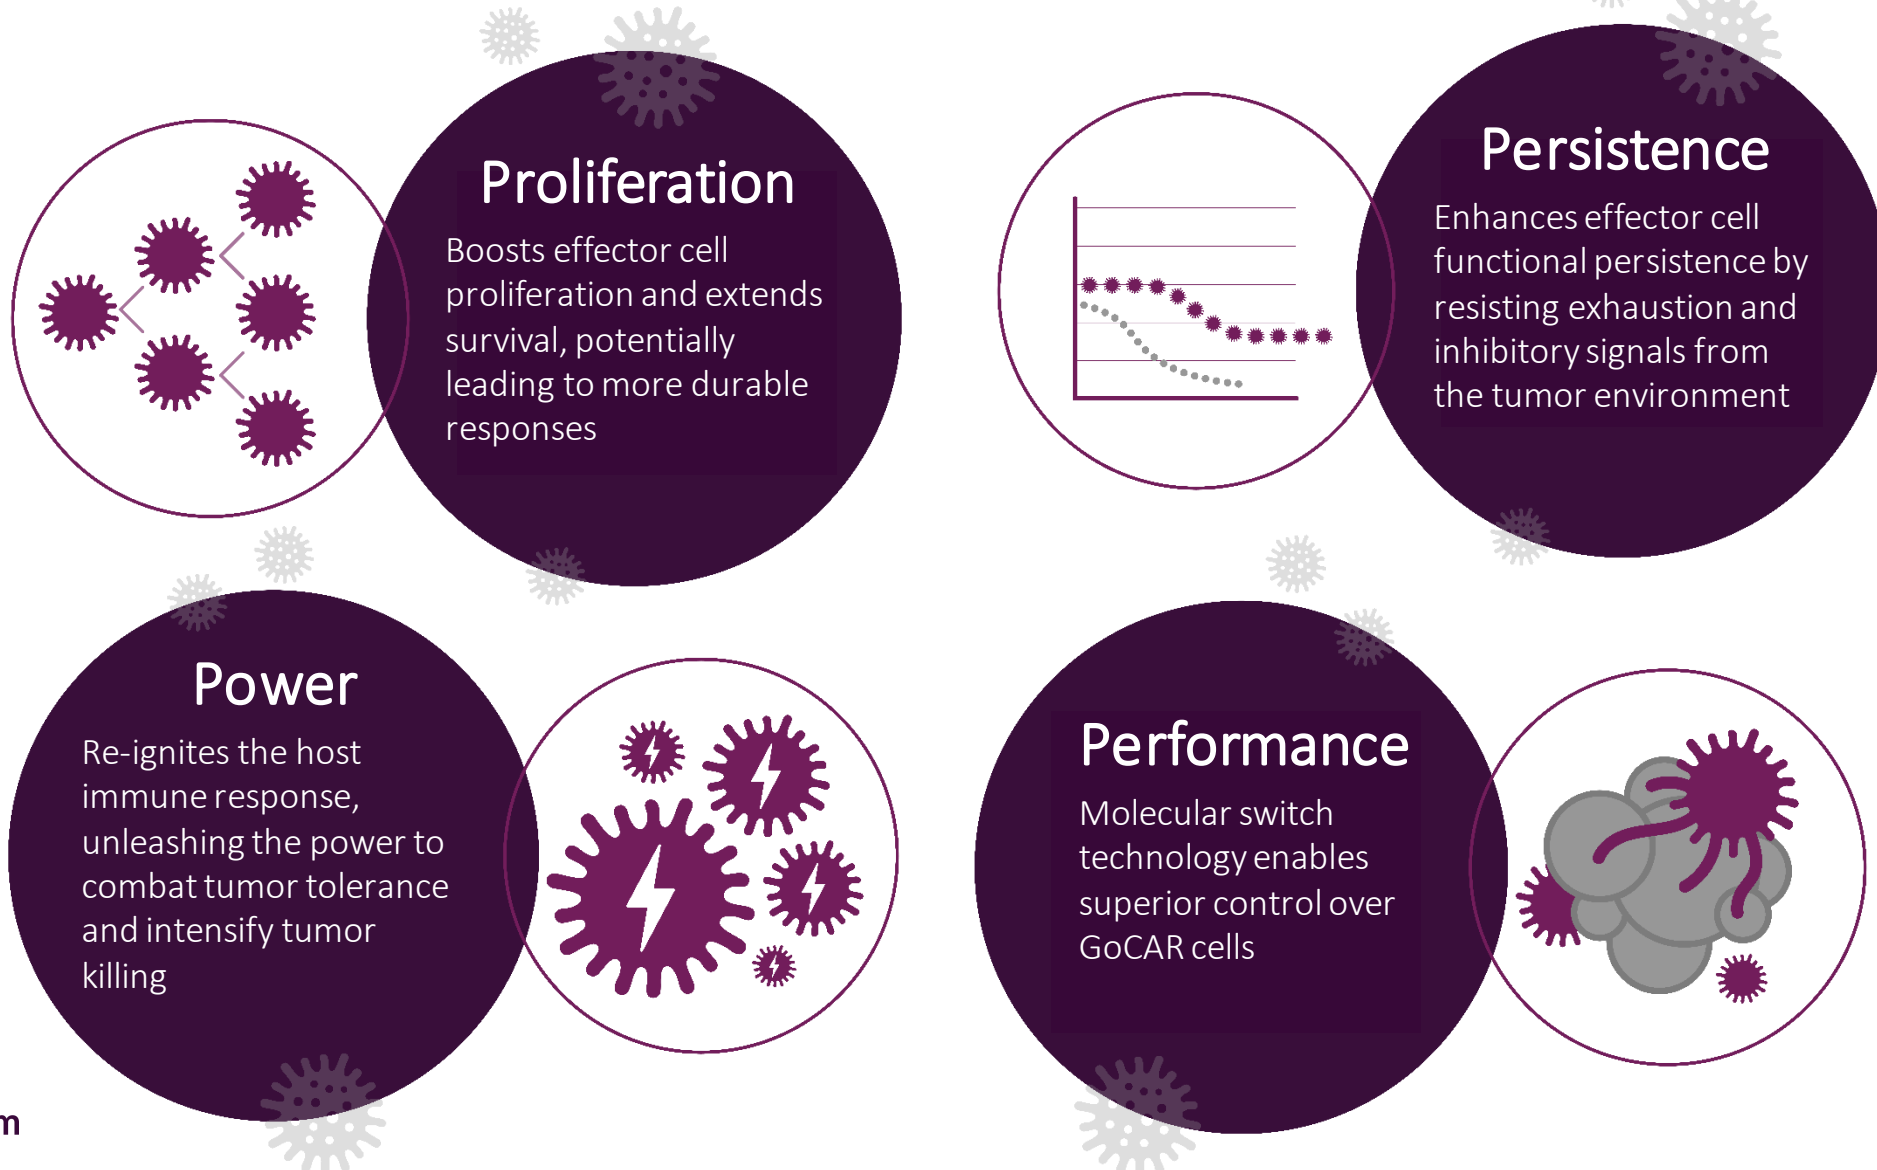 Proliferation
Boosts effector cell
proliferation and extends
survival, potentially
leading to more durable
responses
Persistence
Enhances effector cell
functional persistence by
resisting exhaustion and
inhibitory signals from
the tumor environment
Power
Re-ignites the host
immune response,
unleashing the power to
combat tumor tolerance
and intensify tumor
killing
Performance
Molecular switch
technology enables
superior control over
GoCAR cells
m